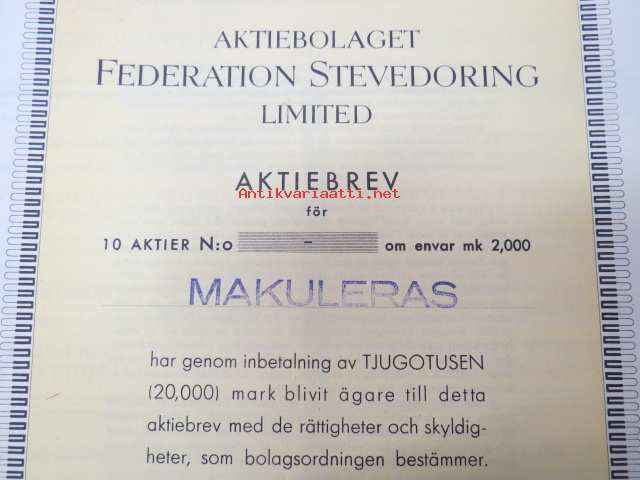 AKTIEBOLAGET
FEDERATION STEVEDORING
LIMITED
AKTIEBREV
Antikvariaatti.net
för
10 AKTIER N:o – om envar mk 2,000
MAKULERAS
har genom inbetalning av TJUGOTUSEN
(20,000) mark blivit ägare till detta
aktiebrev med de rättigheter och skyldig-
heter, som bolagsordningen bestämmer.